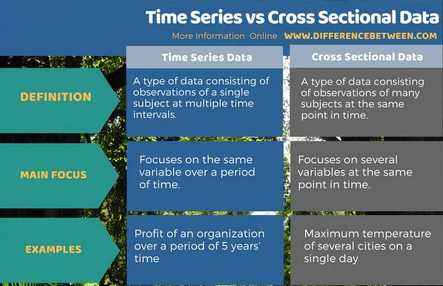 Time Series vs Cross Sectional Data
More Information Online WWW.DIFFERENCEBETWEEN.COM
Time Series Data
Cross Sectional Data
DEFINITION
A type of data consisting of
observations of a single
subject at multiple time
intervals.
A type of data consisting
of observations of many
subjects at the same
point in time.
MAIN FOCUS
Focuses on the same
variable over a period
of time.
Focuses on several
variables at the same
point in time.
EXAMPLES
Profit of an organization
over a period of 5 years’
time
Maximum temperature
of several cities on a
single day